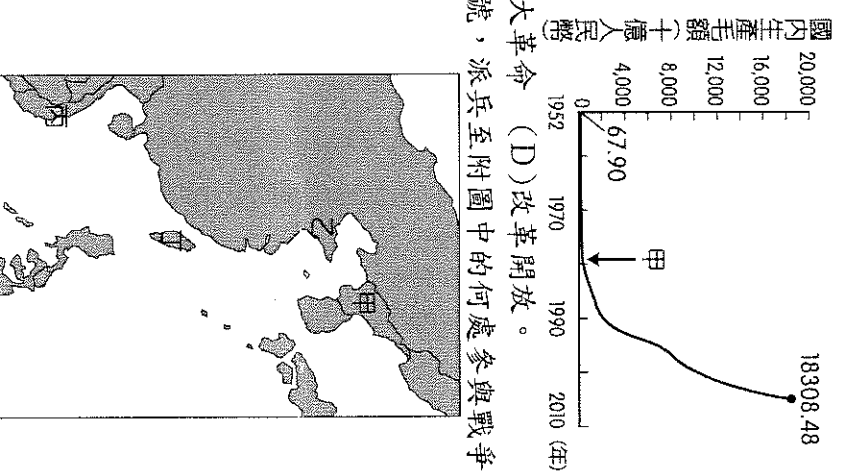 國內生產毛額(十億人民幣)
20,000
16,000
12,000
8,000
4,000
0
67.90
甲
18308.48
1952 1970 1990 2010 (年)
大革命 (D)改革開放。
號,派兵至附圖中的何處參與戰爭
甲
乙
丁
丙